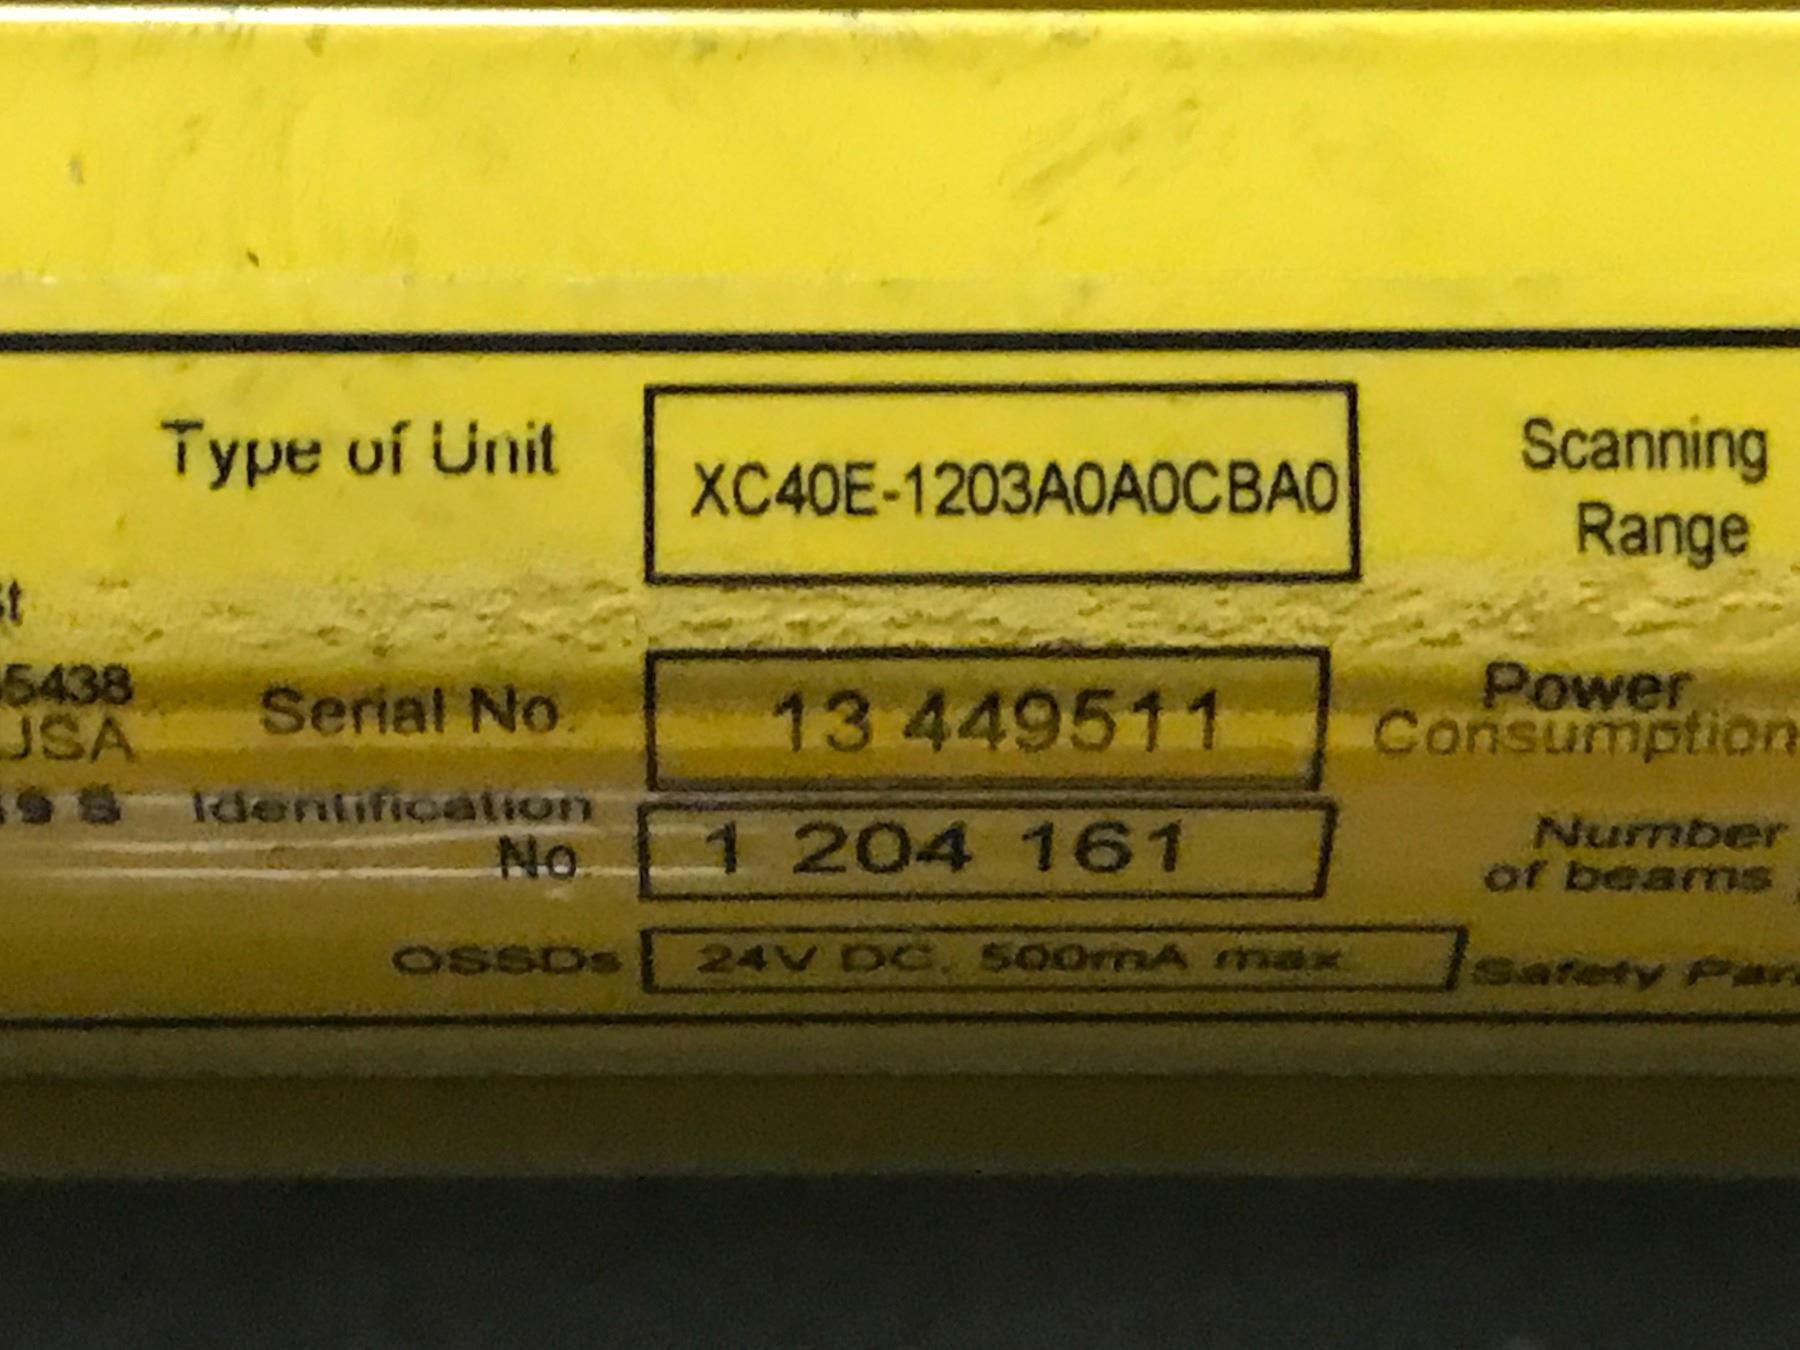 Type of Unit
XC40E-1203A0A0CBA0
Scanning
Range
5438
USA
Serial No.
13 449511
Power
Consumption
Identification
No
1 204 161
Number
of beams
OSSDs
24V DC, 500mA max
Safety